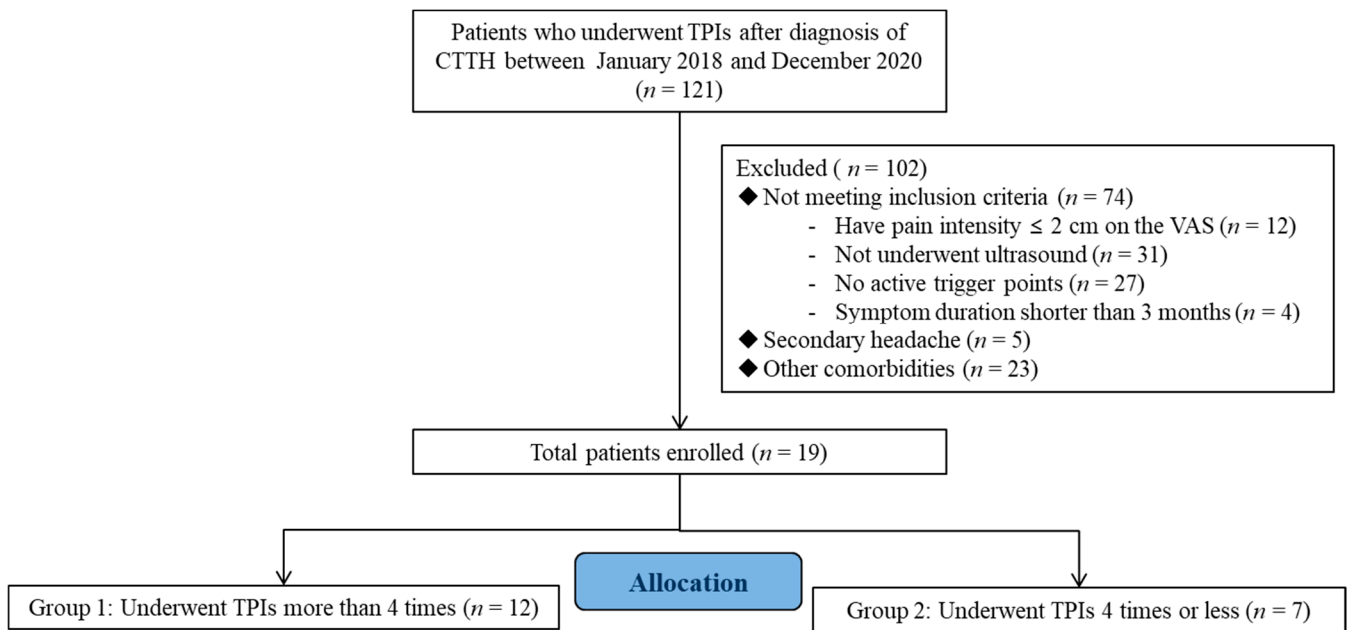 Patients who underwent TPIs after diagnosis of
CTTH between January 2018 and December 2020
(n = 121)
Excluded ( n = 102)
◆ Not meeting inclusion criteria (n = 74)
- Have pain intensity ≤ 2 cm on the VAS (n = 12)
- Not underwent ultrasound (n = 31)
- No active trigger points (n = 27)
- Symptom duration shorter than 3 months (n = 4)
◆ Secondary headache (n = 5)
◆ Other comorbidities (n = 23)
Total patients enrolled (n = 19)
Allocation
Group 1: Underwent TPIs more than 4 times (n = 12)
Group 2: Underwent TPIs 4 times or less (n = 7)